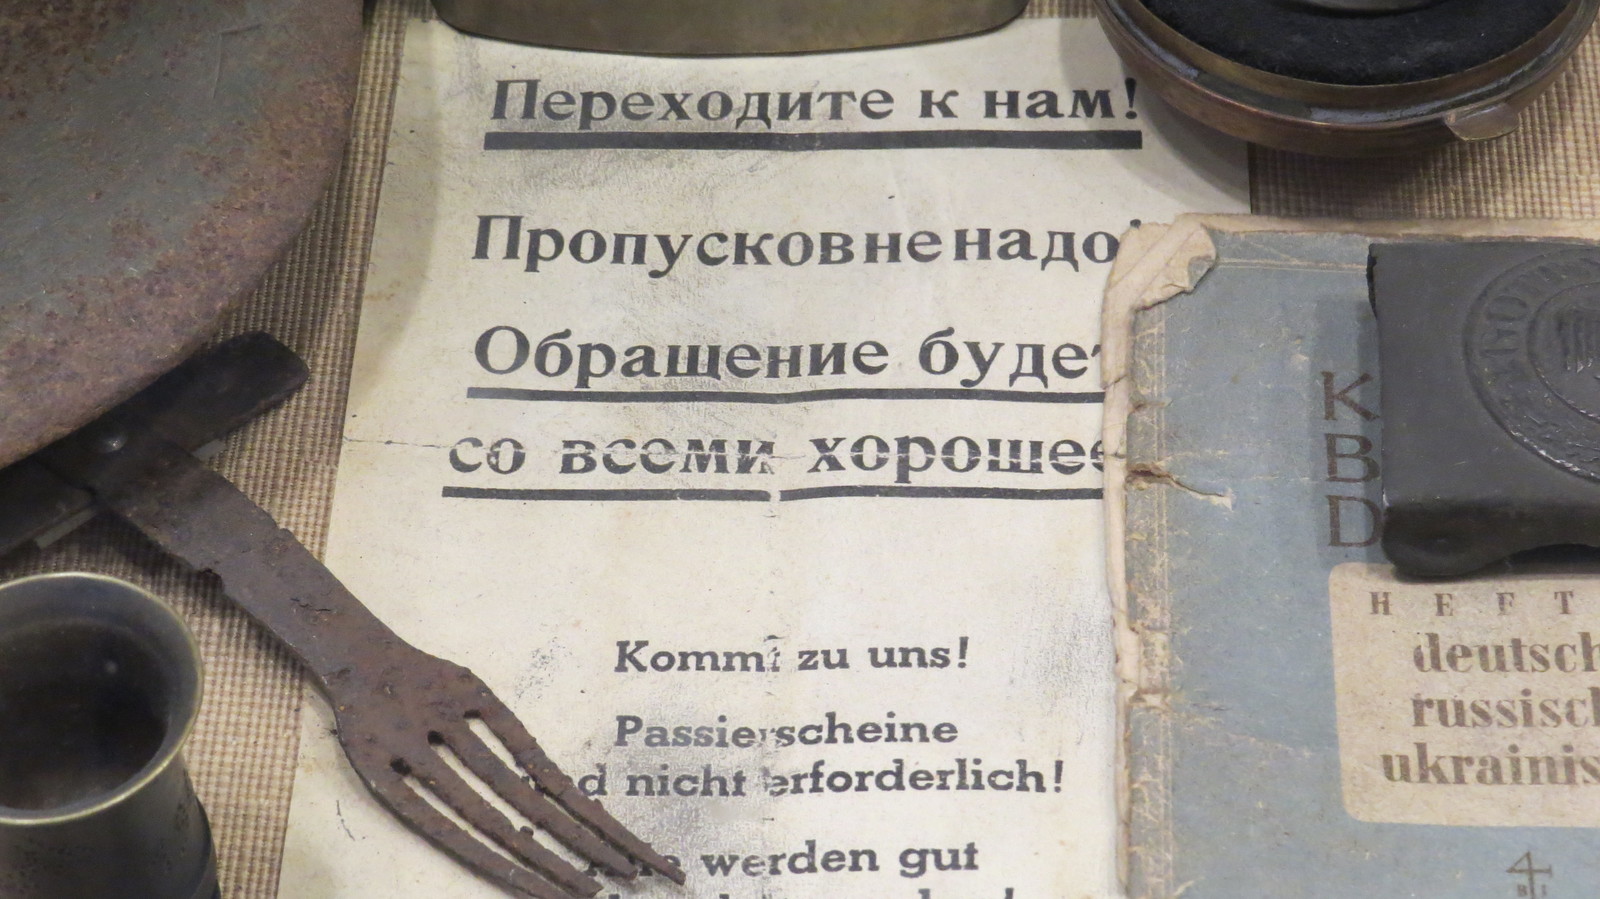 Переходите к нам!
Пропусков не надо!
Обращение будет
со всеми хорошее
Kommt zu uns!
Passierscheine
nicht erforderlich!
werden gut
K
B
D
HEFT
deutsch
russisch
ukrainis